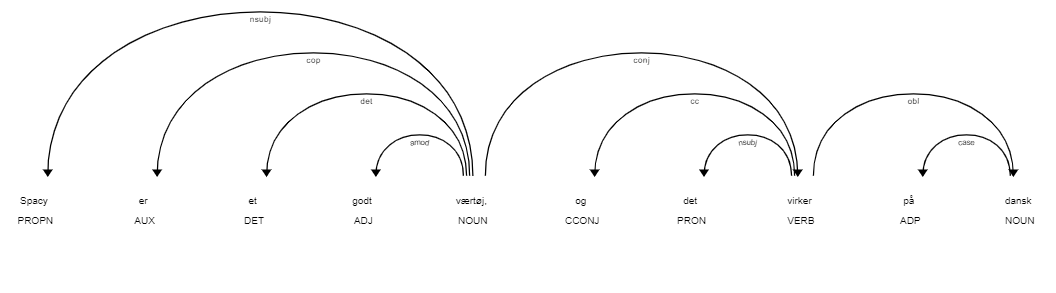 nsubj
cop conj
det cc obl
amod nsubj case
Spacy er et godt værtøj, og det virker på dansk
PROPN AUX DET ADJ NOUN CCONJ PRON VERB ADP NOUN